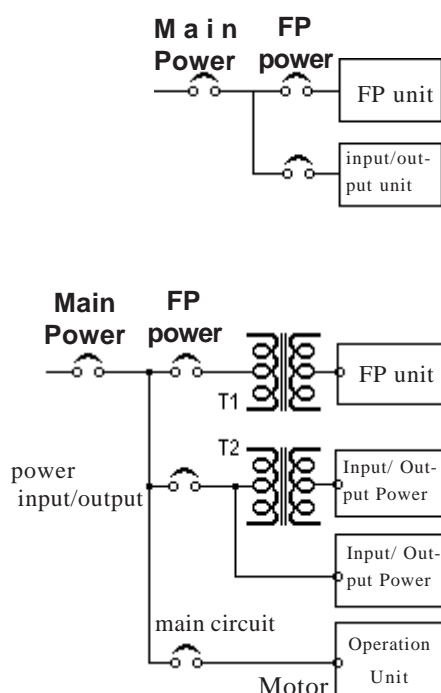 Main
Power
FP
power
FP unit
input/out-
put unit
Main
Power
FP
power
T1
FP unit
T2
power
input/output
Input/ Out-
put Power
Input/ Out-
put Power
main circuit
Operation
Unit
Motor